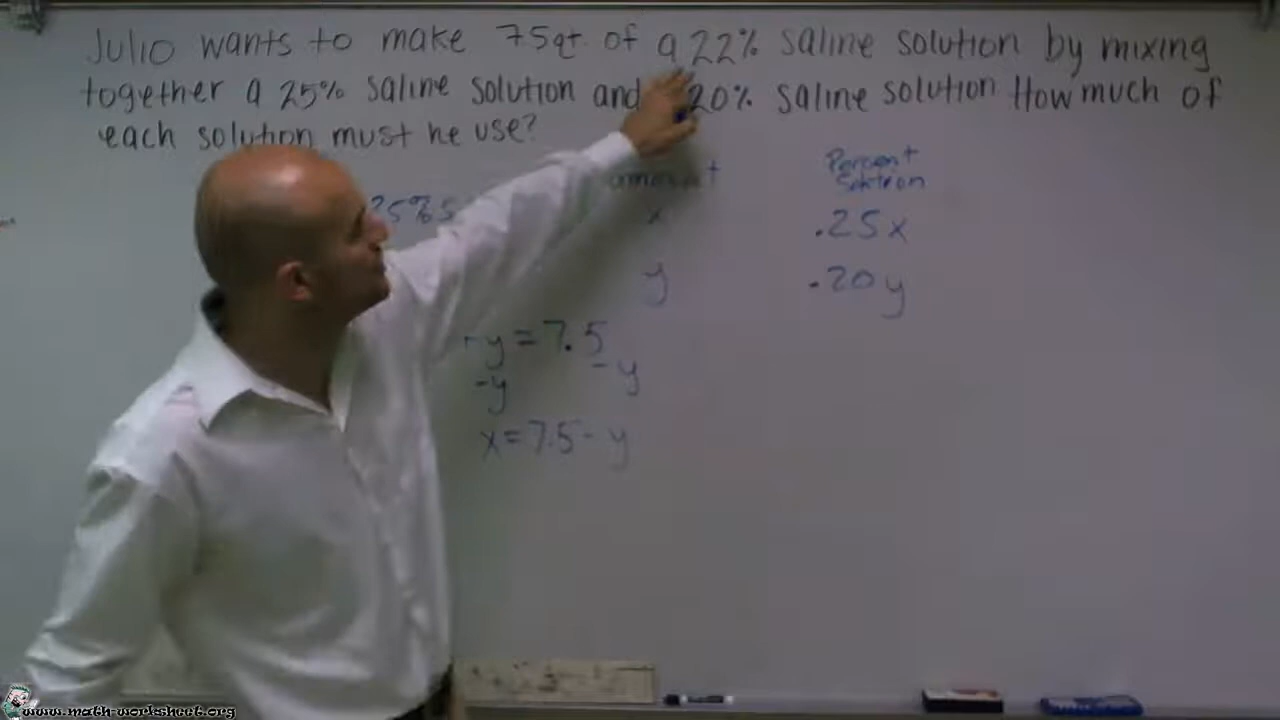 Julio wants to make 7.5qt. of a 22% saline solution by mixing
together a 25% saline solution and 20% saline solution How much of
each solution must he use?
amount Percent
Solution
25% S x .25x
y .20y
y = 7.5
-y -y
x = 7.5 - y
www.math-worksheet.org